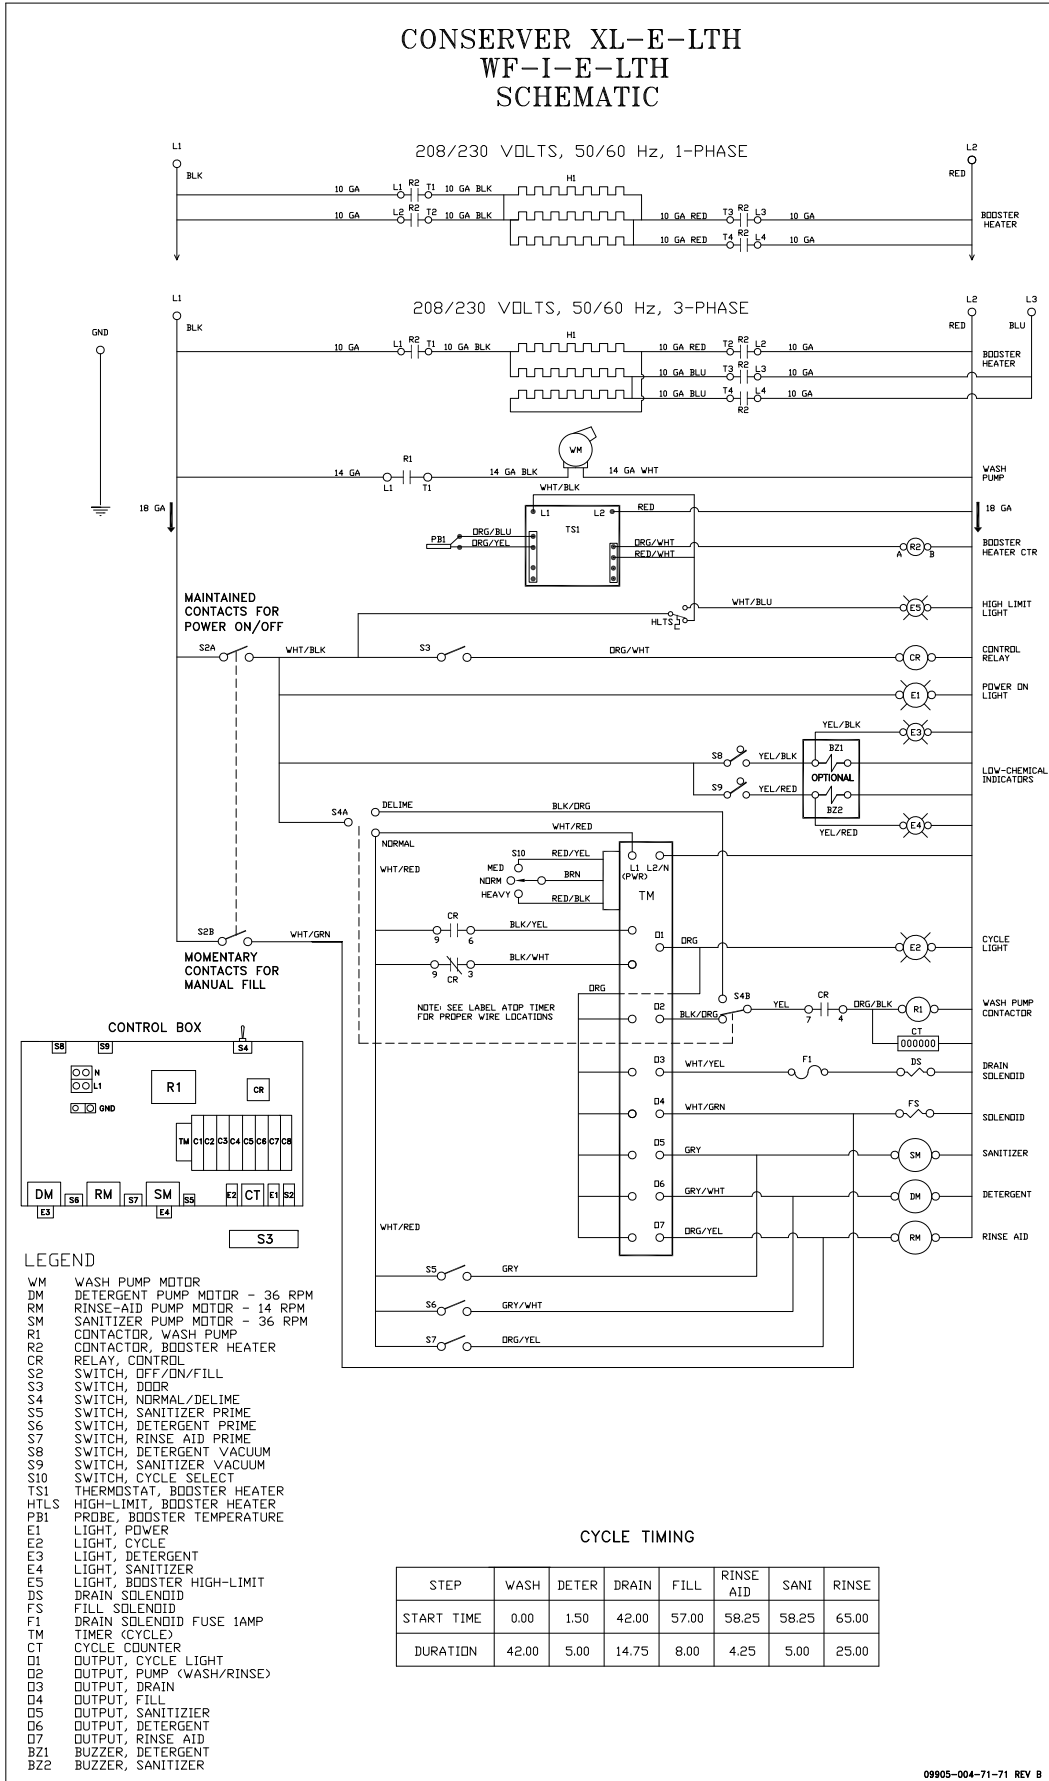 CONSERVER XL-E-LTH
WF-I-E-LTH
SCHEMATIC
208/230 VOLTS, 50/60 Hz, 1-PHASE
L1
BLK
L2
RED
10 GA L1 R2 T1 10 GA BLK H1
10 GA L2 R2 T2 10 GA BLK
10 GA RED T3 R2 L3 10 GA
10 GA RED T4 R2 L4 10 GA
BOOSTER
HEATER
208/230 VOLTS, 50/60 Hz, 3-PHASE
GND
L1
BLK
L2
RED
L3
BLU
10 GA L1 R2 T1 10 GA BLK H1 10 GA RED T2 R2 L2 10 GA
10 GA BLU T3 R2 L3 10 GA
10 GA BLU T4 R2 L4 10 GA
BOOSTER
HEATER
WM
14 GA L1 R1 T1 14 GA BLK 14 GA WHT
WASH
PUMP
WHT/BLK
18 GA
L1 L2 RED
TS1
18 GA
PB1 ORG/BLU
ORG/YEL
ORG/WHT
RED/WHT
A R2 B
BOOSTER
HEATER CTR
MAINTAINED
CONTACTS FOR
POWER ON/OFF
HLTS WHT/BLU E5
HIGH LIMIT
LIGHT
S2A WHT/BLK S3 ORG/WHT CR
CONTROL
RELAY
E1
POWER ON
LIGHT
YEL/BLK E3
S8 YEL/BLK BZ1
OPTIONAL
S9 YEL/RED BZ2
YEL/RED E4
LOW-CHEMICAL
INDICATORS
S4A DELIME BLK/ORG
NORMAL WHT/RED
WHT/RED
S10 RED/YEL
MED
NORM BRN
HEAVY RED/BLK
L1 L2/N
(PWR)
TM
CR
9 6 BLK/YEL
9 3 BLK/WHT
CR
S2B WHT/GRN
MOMENTARY
CONTACTS FOR
MANUAL FILL
O1 ORG E2
CYCLE
LIGHT
ORG
NOTE: SEE LABEL ATOP TIMER
FOR PROPER WIRE LOCATIONS
O2 BLK/ORG S4B YEL 7 CR 4 ORG/BLK R1
WASH PUMP
CONTACTOR
CT
000000
O3 WHT/YEL F1 DS
DRAIN
SOLENOID
O4 WHT/GRN FS
SOLENOID
O5 GRY SM
SANITIZER
O6 GRY/WHT DM
DETERGENT
O7 ORG/YEL RM
RINSE AID
WHT/RED
S5 GRY
S6 GRY/WHT
S7 ORG/YEL
CONTROL BOX
S8 S9 S4
N
L1
GND
R1
CR
TM C1 C2 C3 C4 C5 C6 C7 C8
DM S6 RM S7 SM S5 E2 CT E1 S2
E3 E4
S3
LEGEND
WM WASH PUMP MOTOR
DM DETERGENT PUMP MOTOR - 36 RPM
RM RINSE-AID PUMP MOTOR - 14 RPM
SM SANITIZER PUMP MOTOR - 36 RPM
R1 CONTACTOR, WASH PUMP
R2 CONTACTOR, BOOSTER HEATER
CR RELAY, CONTROL
S2 SWITCH, OFF/ON/FILL
S3 SWITCH, DOOR
S4 SWITCH, NORMAL/DELIME
S5 SWITCH, SANITIZER PRIME
S6 SWITCH, DETERGENT PRIME
S7 SWITCH, RINSE AID PRIME
S8 SWITCH, DETERGENT VACUUM
S9 SWITCH, SANITIZER VACUUM
S10 SWITCH, CYCLE SELECT
TS1 THERMOSTAT, BOOSTER HEATER
HTLS HIGH-LIMIT, BOOSTER HEATER
PB1 PROBE, BOOSTER TEMPERATURE
E1 LIGHT, POWER
E2 LIGHT, CYCLE
E3 LIGHT, DETERGENT
E4 LIGHT, SANITIZER
E5 LIGHT, BOOSTER HIGH-LIMIT
DS DRAIN SOLENOID
FS FILL SOLENOID
F1 DRAIN SOLENOID FUSE 1AMP
TM TIMER (CYCLE)
CT CYCLE COUNTER
O1 OUTPUT, CYCLE LIGHT
O2 OUTPUT, PUMP (WASH/RINSE)
O3 OUTPUT, DRAIN
O4 OUTPUT, FILL
O5 OUTPUT, SANITIZIER
O6 OUTPUT, DETERGENT
O7 OUTPUT, RINSE AID
BZ1 BUZZER, DETERGENT
BZ2 BUZZER, SANITIZER
CYCLE TIMING
STEP WASH DETER DRAIN FILL RINSE AID SANI RINSE
START TIME 0.00 1.50 42.00 57.00 58.25 58.25 65.00
DURATION 42.00 5.00 14.75 8.00 4.25 5.00 25.00
09905-004-71-71 REV B